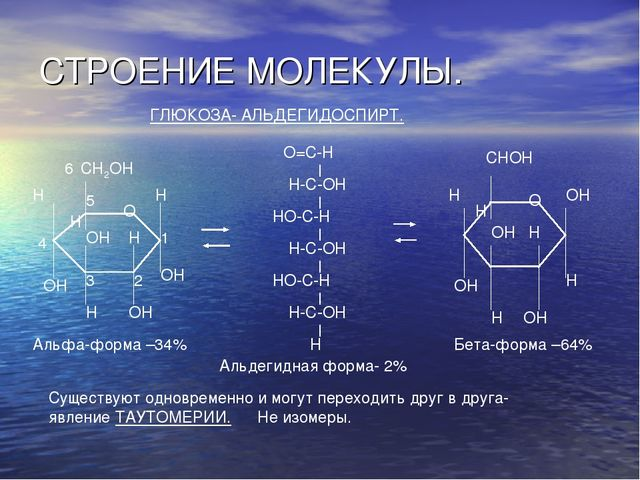 СТРОЕНИЕ МОЛЕКУЛЫ.
ГЛЮКОЗА- АЛЬДЕГИДОСПИРТ.
6 CH2OH
H
5
H
H
O
4
OH
H
1
OH
3
2
OH
H
OH
Альфа-форма –34%
O=C-H
H-C-OH
HO-C-H
H-C-OH
HO-C-H
H-C-OH
H
Альдегидная форма- 2%
CHOH
H
H
O
OH
OH
H
OH
H
H
OH
Бета-форма –64%
Существуют одновременно и могут переходить друг в друга-
явление ТАУТОМЕРИИ. Не изомеры.